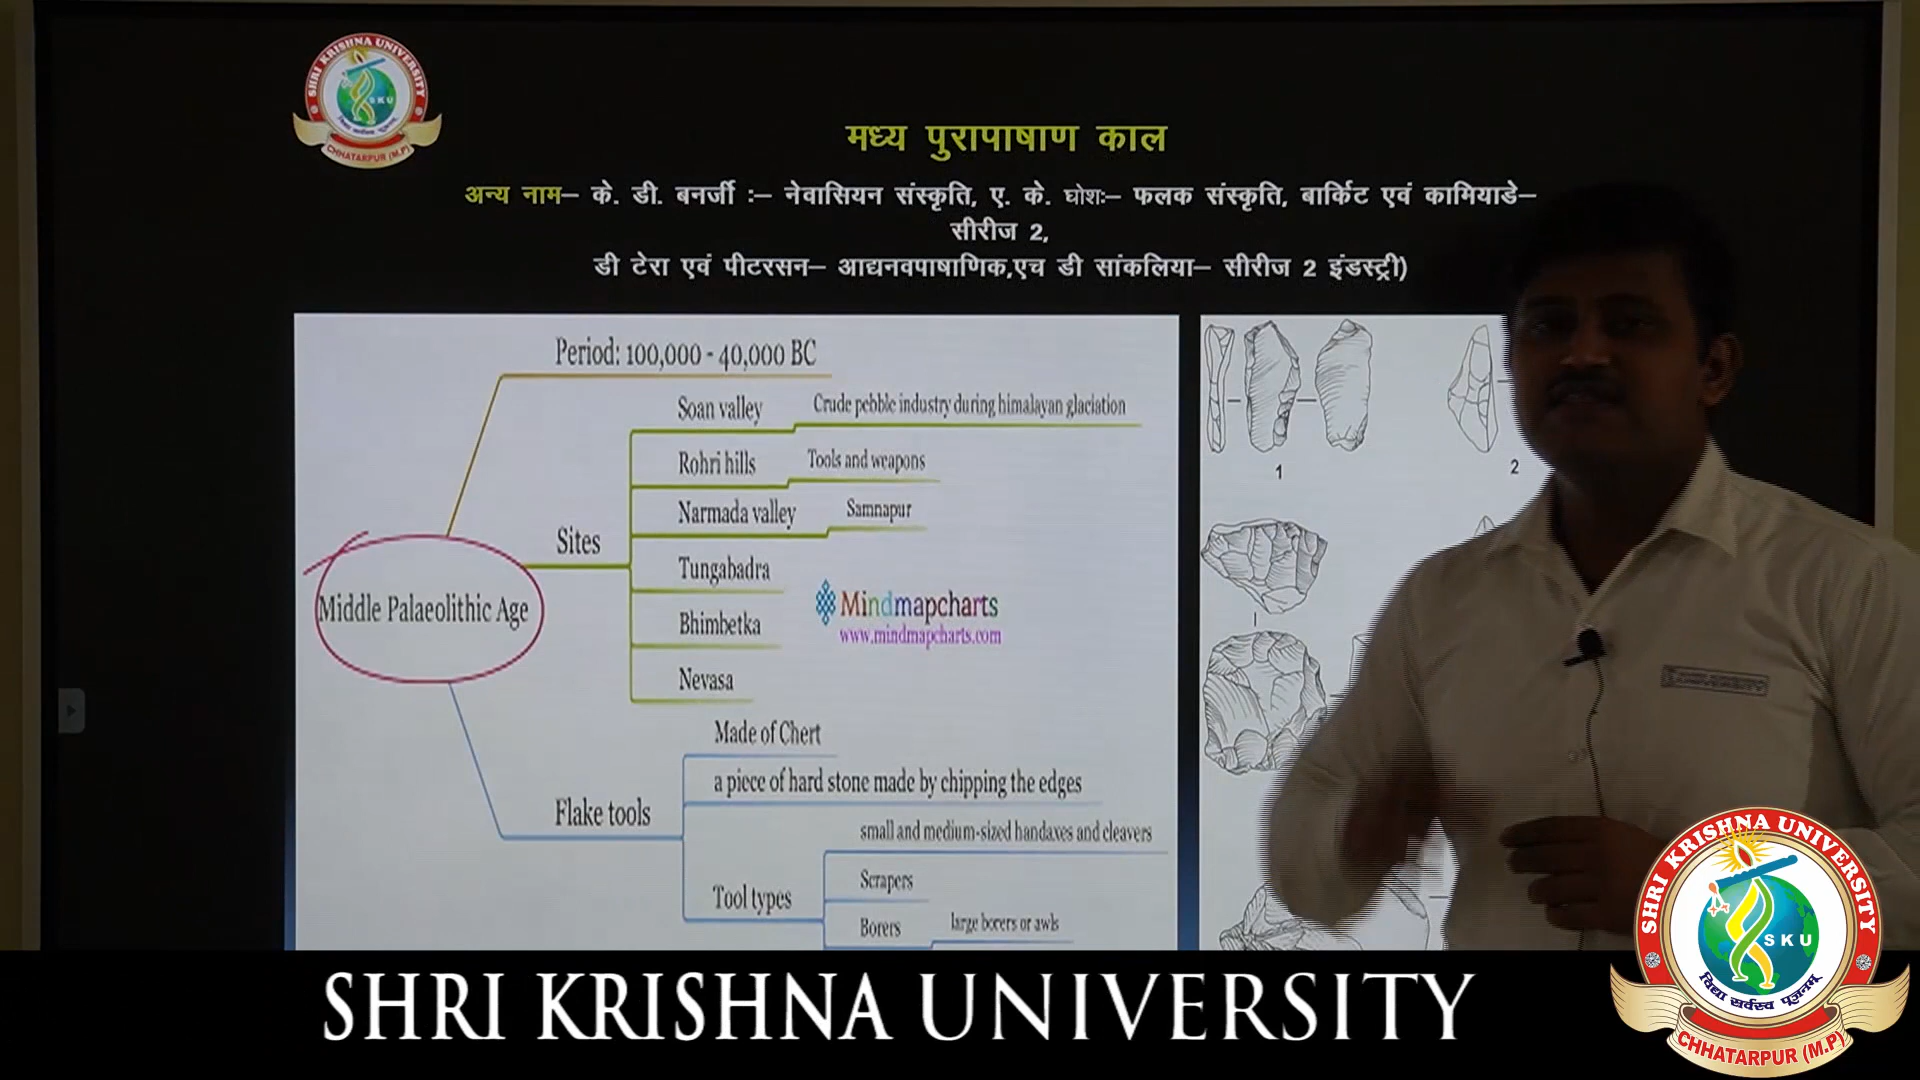 SHRI KRISHNA UNIVERSITY
SKU
CHHATARPUR (M.P)
मध्य पुरापाषाण काल
अन्य नाम– के. डी. बनर्जी :– नेवासियन संस्कृति, ए. के. घोशः– फलक संस्कृति, बार्किट एवं कामियाडे–
सीरीज 2,
डी टेरा एवं पीटरसन– आद्यनवपाषाणिक,एच डी सांकलिया– सीरीज 2 इंडस्ट्री)
Period: 100,000 - 40,000 BC
Soan valley
Crude pebble industry during himalayan glaciation
Rohri hills
Tools and weapons
Narmada valley
Samnapur
Sites
Tungabadra
Mindmapcharts
www.mindmapcharts.com
Middle Palaeolithic Age
Bhimbetka
Nevasa
Made of Chert
a piece of hard stone made by chipping the edges
Flake tools
small and medium-sized handaxes and cleavers
Scrapers
Tool types
Borers
large borers or awls
1
2
SHRI KRISHNA UNIVERSITY
SHRI KRISHNA UNIVERSITY
SKU
विद्या सर्वस्व पूजनम्
CHHATARPUR (M.P)